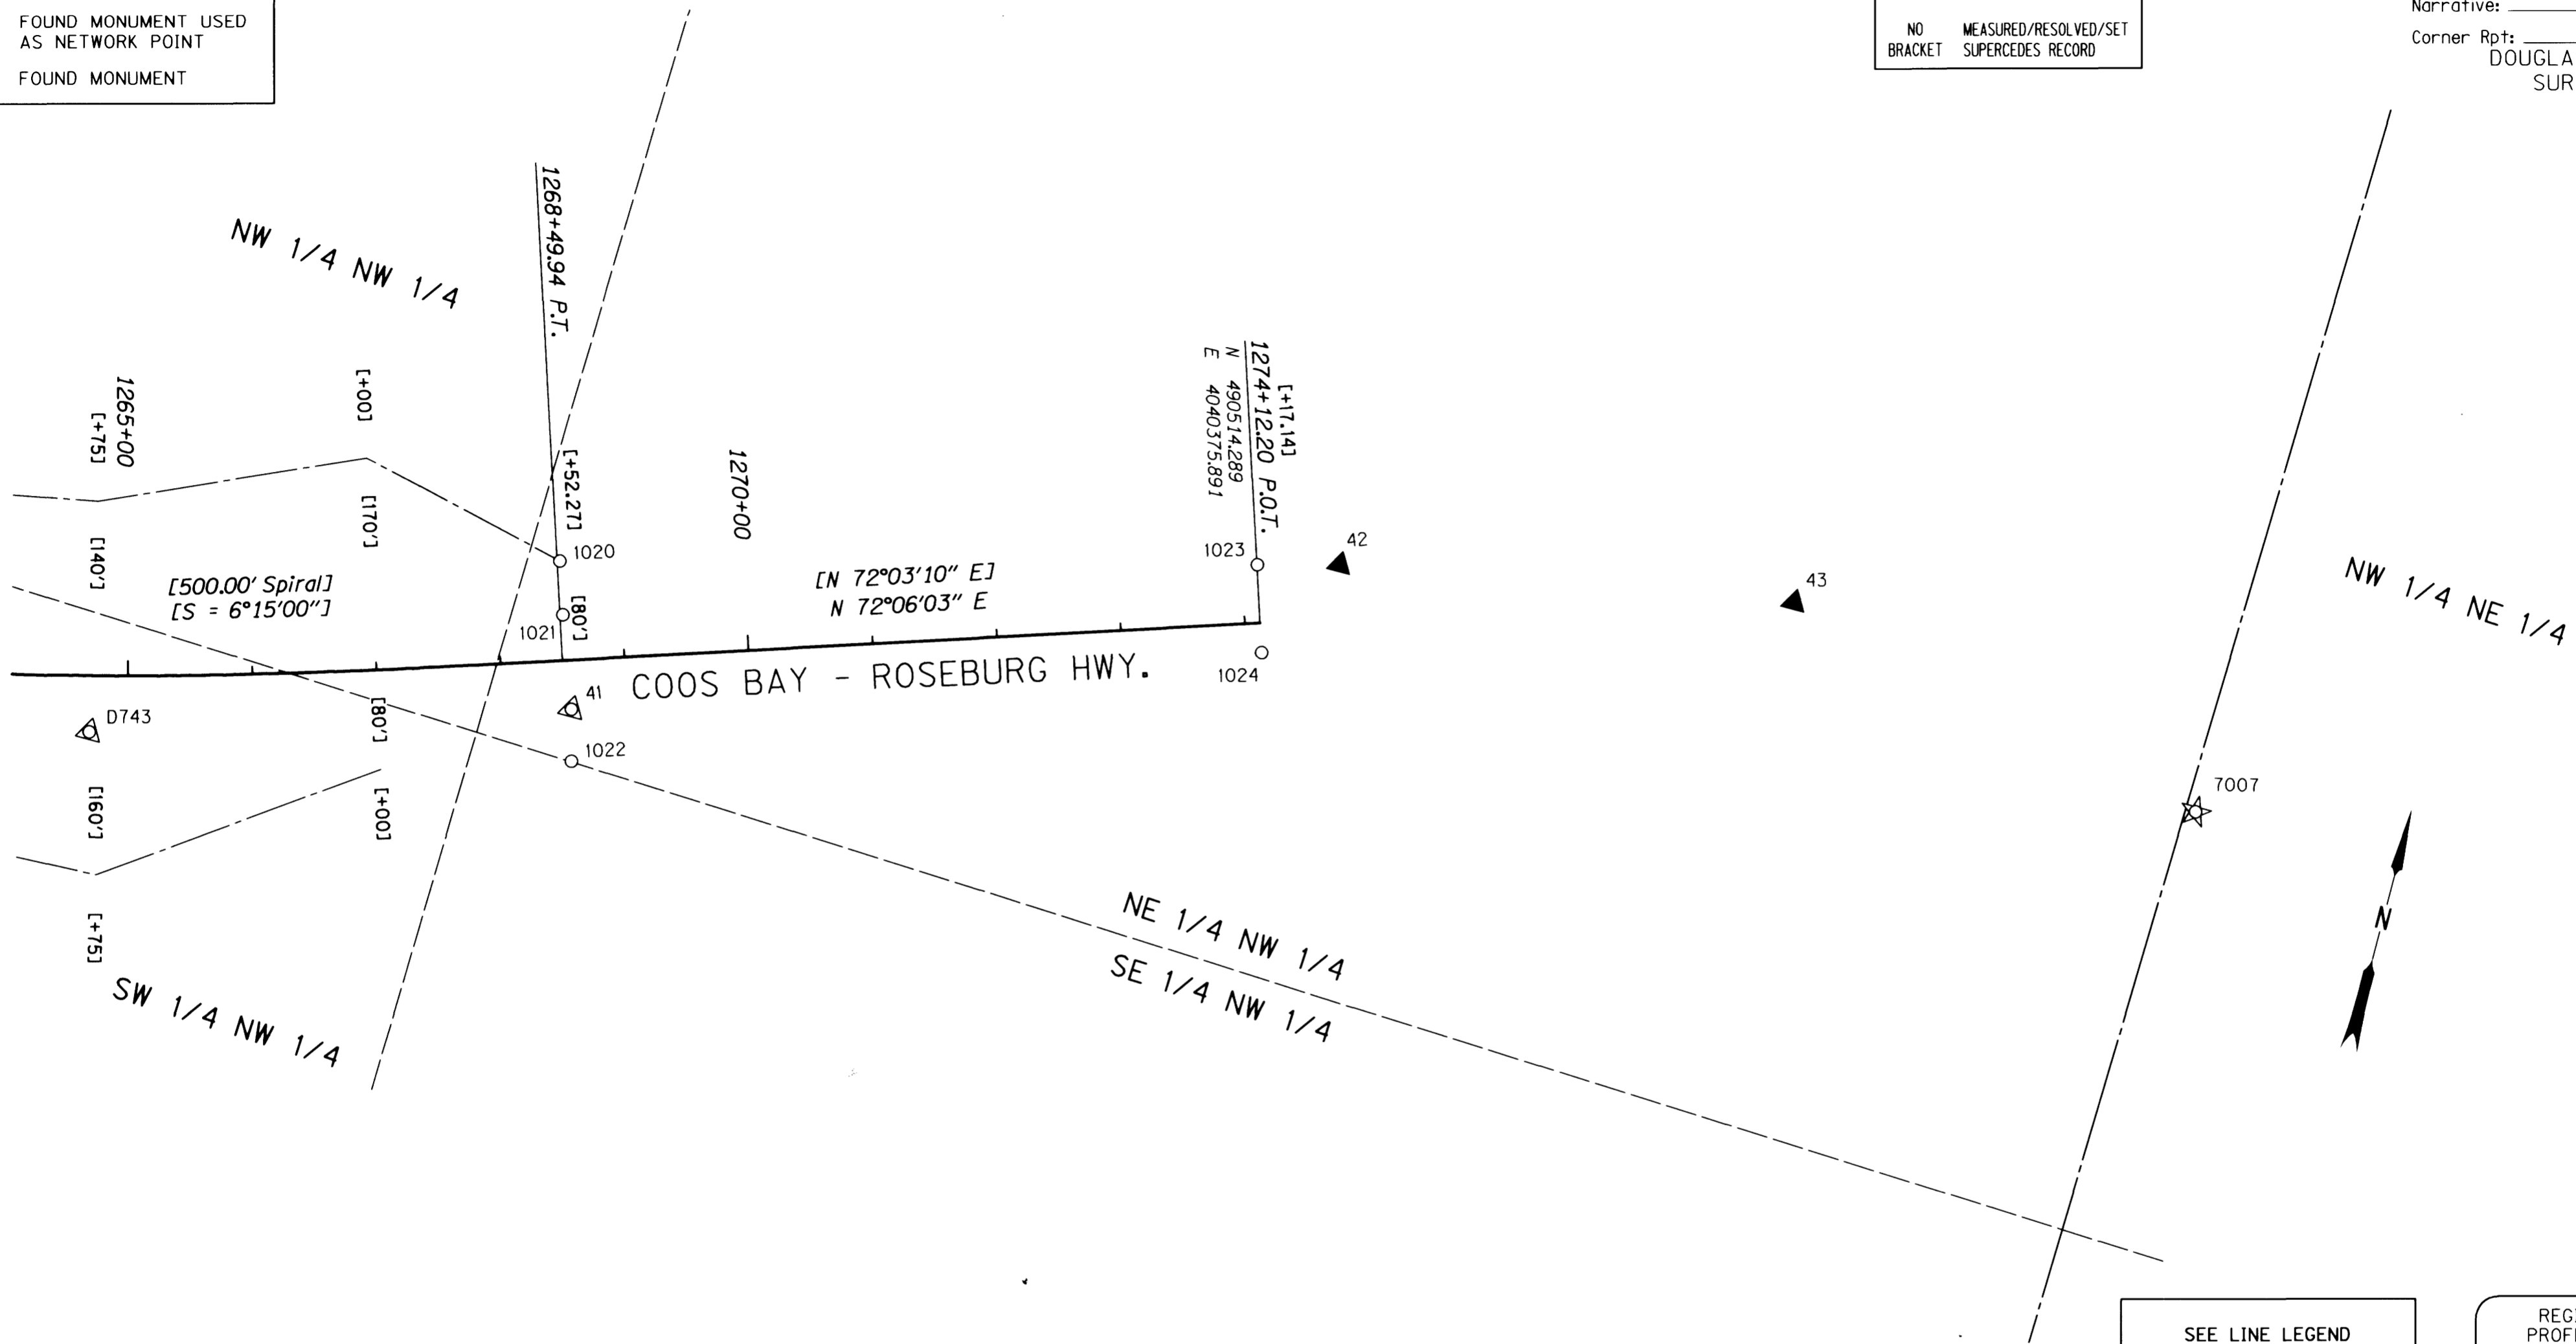 FOUND MONUMENT USED
AS NETWORK POINT
FOUND MONUMENT
NO BRACKET
MEASURED/RESOLVED/SET
SUPERCEDES RECORD
Narrative:
Corner Rpt:
DOUGLA
SUR
NW 1/4 NW 1/4
1268+49.94 P.T.
[+52.27]
[80']
1265+00
[+75]
[140']
[+00]
[170']
[500.00' Spiral]
[S = 6°15'00"]
1020
1021
1270+00
[N 72°03'10" E]
N 72°06'03" E
[+17.14]
1274+12.20 P.O.T.
N 490514.289
E 4040375.891
1023
42
43
1024
COOS BAY - ROSEBURG HWY.
41
1022
D743
[80']
[+00]
[160']
[+75]
SW 1/4 NW 1/4
NE 1/4 NW 1/4
SE 1/4 NW 1/4
NW 1/4 NE 1/4
7007
N
SEE LINE LEGEND
REG
PROF